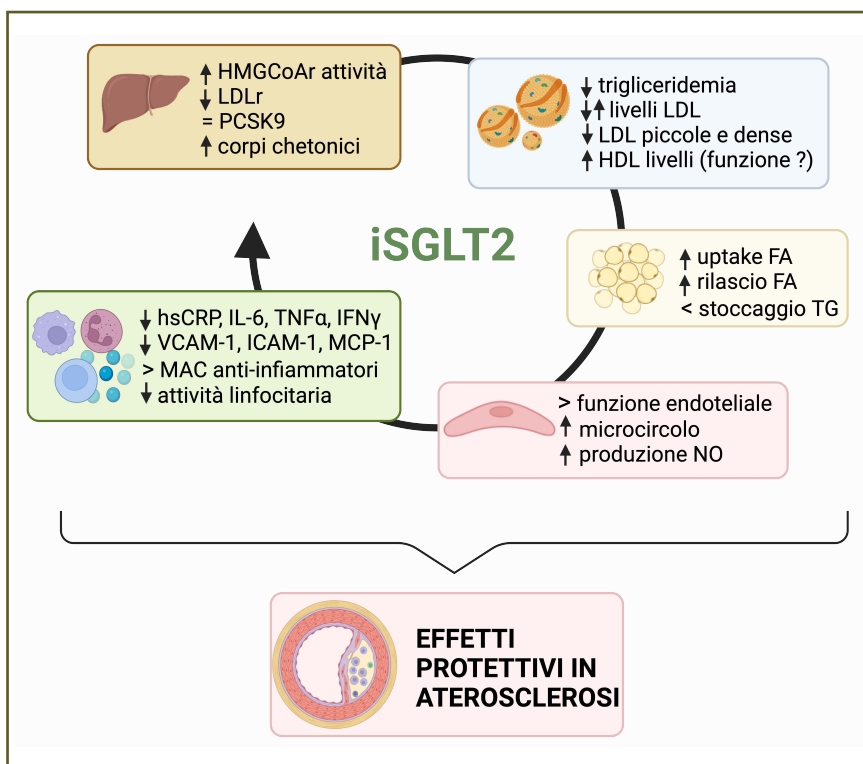 ↑ HMGCoAr attività
↓ LDLr
= PCSK9
↑ corpi chetonici
↓ trigliceridemia
↓↑ livelli LDL
↓ LDL piccole e dense
↑ HDL livelli (funzione ?)
iSGLT2
↑ uptake FA
↑ rilascio FA
< stoccaggio TG
↓ hsCRP, IL-6, TNFα, IFNγ
↓ VCAM-1, ICAM-1, MCP-1
> MAC anti-infiammatori
↓ attività linfocitaria
> funzione endoteliale
↑ microcircolo
↑ produzione NO
EFFETTI
PROTETTIVI IN
ATEROSCLEROSI